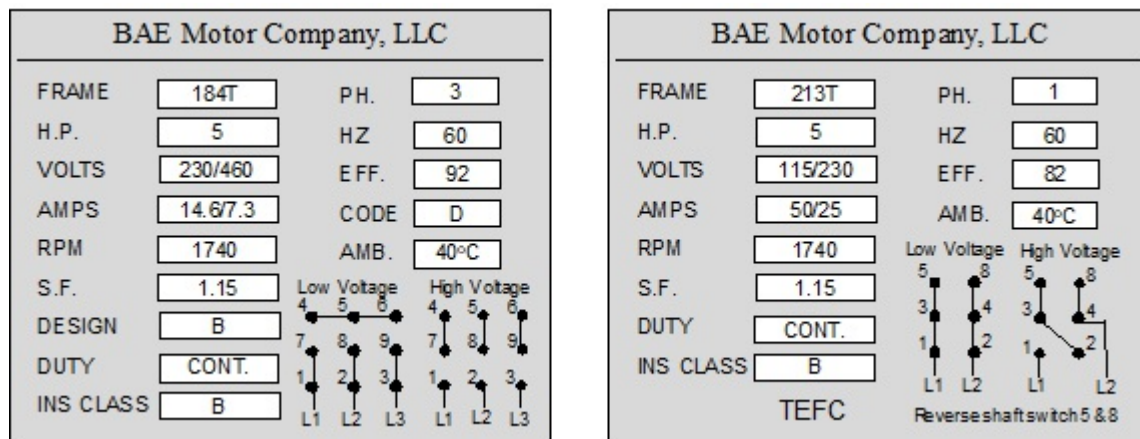 BAE Motor Company, LLC
FRAME 184T PH. 3
H.P. 5 HZ 60
VOLTS 230/460 EFF. 92
AMPS 14.6/7.3 CODE D
RPM 1740 AMB. 40°C
S.F. 1.15 Low Voltage High Voltage
4 5 6 4 5 6
DESIGN B
7 8 9 7 8 9
DUTY CONT.
1 2 3 1 2 3
INS CLASS B L1 L2 L3 L1 L2 L3
BAE Motor Company, LLC
FRAME 213T PH. 1
H.P. 5 HZ 60
VOLTS 115/230 EFF. 82
AMPS 50/25 AMB. 40°C
RPM 1740 Low Voltage High Voltage
5 8 5 8
S.F. 1.15
3 4 3 4
DUTY CONT.
1 2 1 2
INS CLASS B L1 L2 L1 L2
TEFC Reverse shaft switch 5 & 8